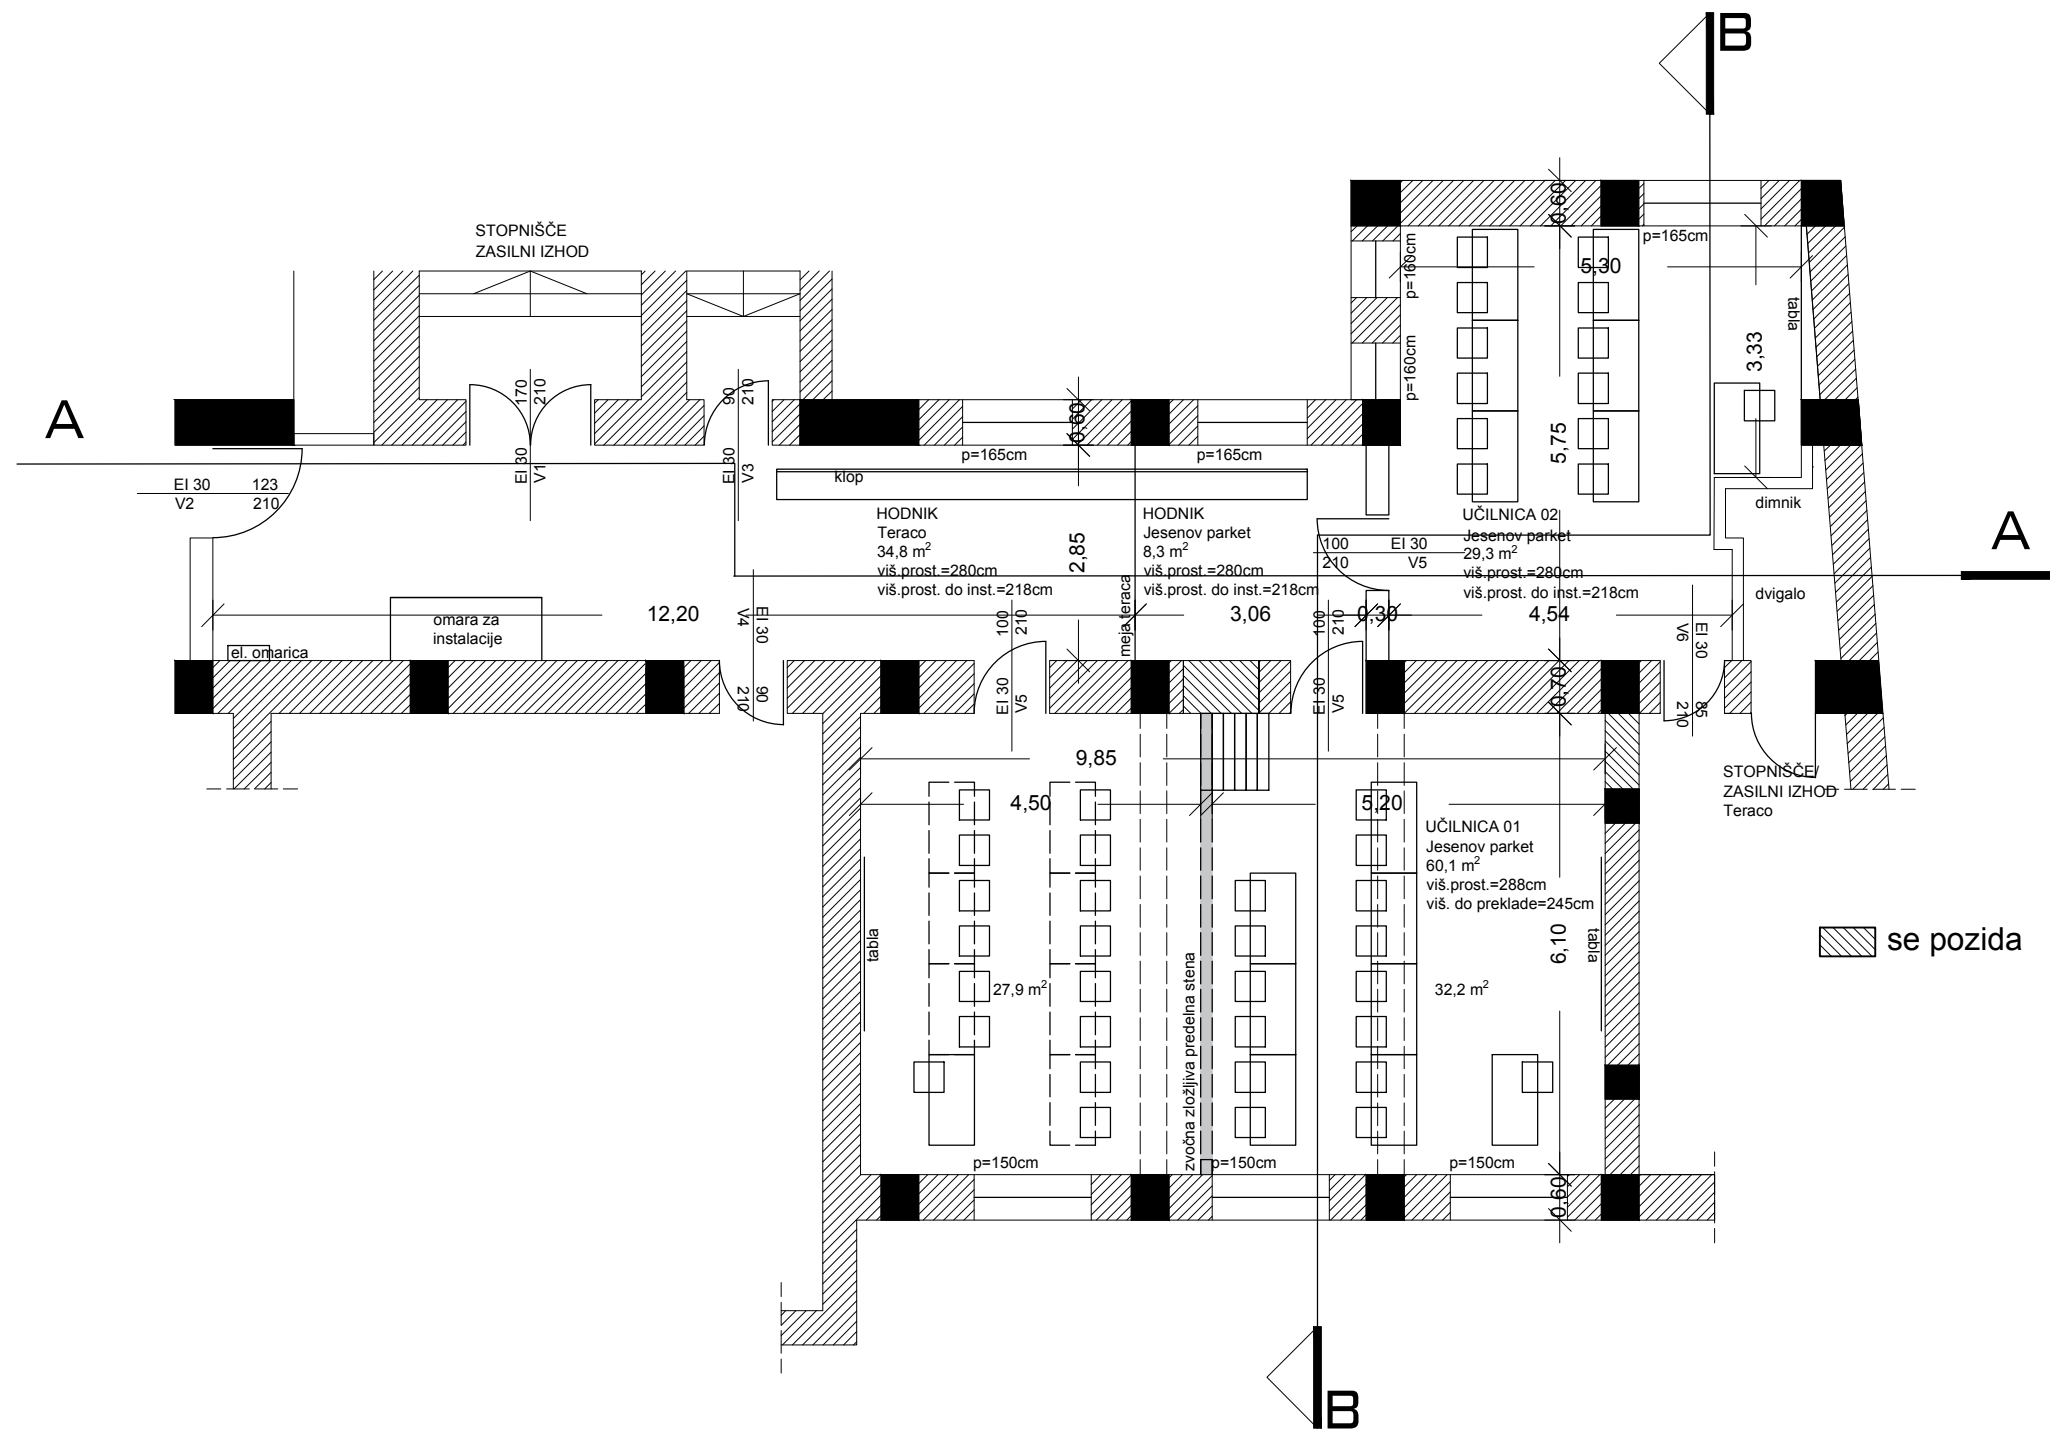 B
STOPNIŠČE
ZASILNI IZHOD
0,60
p=165cm
5,30
p=160cm
tabla
3,33
p=160cm
170
210
90
210
0,60
A
5,75
p=165cm
p=165cm
EI 30
V1
EI 30
V3
klop
EI 30 123
V2 210
dimnik
HODNIK
Teraco
34,8 m²
viš.prost.=280cm
viš.prost. do inst.=218cm
2,85
HODNIK
Jesenov parket
8,3 m²
viš.prost.=280cm
viš.prost. do inst.=218cm
UČILNICA 02
Jesenov parket
29,3 m²
viš.prost.=280cm
viš.prost. do inst.=218cm
100 EI 30
210 V5
A
dvigalo
meja teraca
12,20
3,06
0,30
4,54
omara za
instalacije
el. omarica
EI 30
V4
90
210
100
210
EI 30
V5
100
210
EI 30
V5
EI 30
V6
85
210
0,70
9,85
4,50
5,20
STOPNIŠČE/
ZASILNI IZHOD
Teraco
UČILNICA 01
Jesenov parket
60,1 m²
viš.prost.=288cm
viš. do preklade=245cm
6,10
tabla
tabla
se pozida
27,9 m²
zvočna zložljiva predelna stena
32,2 m²
p=150cm
p=150cm
p=150cm
0,60
B